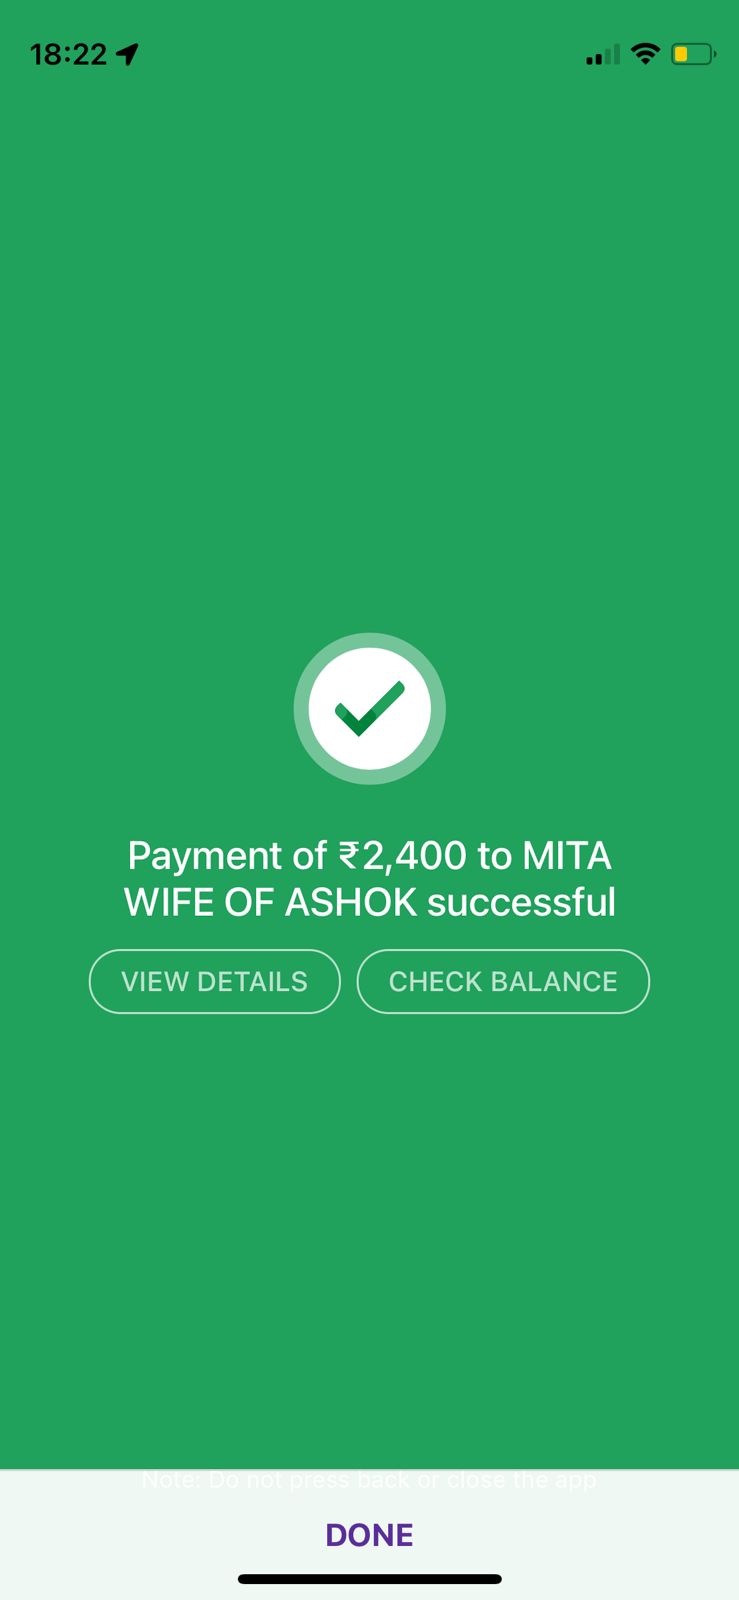 18:22
Payment of ₹2,400 to MITA
WIFE OF ASHOK successful
VIEW DETAILS CHECK BALANCE
Note: Do not press back or close the app
DONE